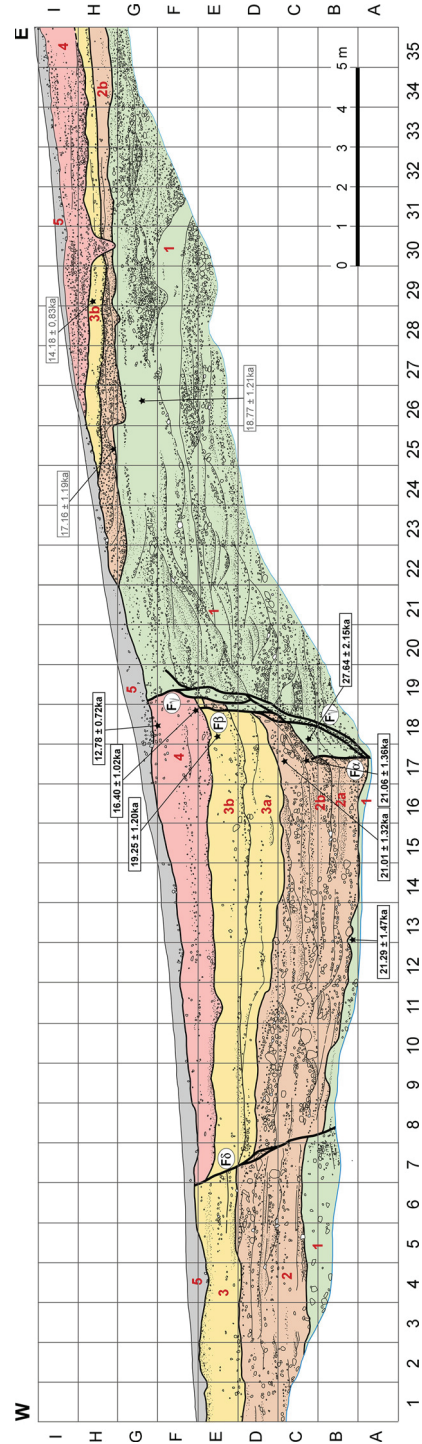 W
E
I
H
G
F
E
D
C
B
A
I
H
G
F
E
D
C
B
A
1 2 3 4 5 6 7 8 9 10 11 12 13 15 16 17 18 19 20 21 22 23 24 25 26 27 28 29 30 31 32 33 34 35
5
3
2
1
Fδ
21.29 ± 1.47ka
4
3b
3a
2b
2a
1
5
19.25 ± 1.20ka
16.40 ± 1.02ka
12.78 ± 0.72ka
Fγ
Fβ
Fα
21.01 ± 1.32ka
21.06 ± 1.36ka
27.64 ± 2.15ka
1
17.16 ± 1.19ka
14.18 ± 0.83ka
18.77 ± 1.21ka
3b
5
1
4
2b
0 1 2 3 4 5 m